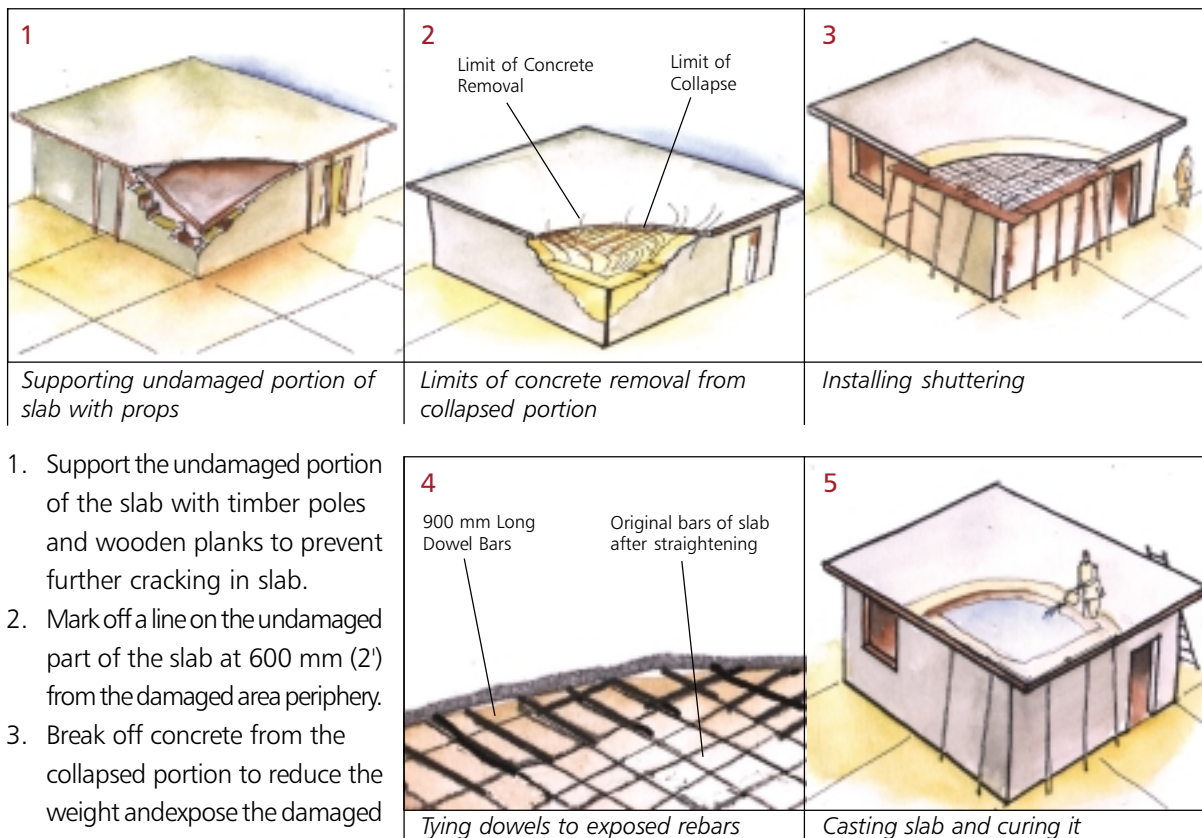 1
2
Limit of Concrete
Removal
Limit of
Collapse
3
Supporting undamaged portion of
slab with props
Limits of concrete removal from
collapsed portion
Installing shuttering
1. Support the undamaged portion
of the slab with timber poles
and wooden planks to prevent
further cracking in slab.
2. Mark off a line on the undamaged
part of the slab at 600 mm (2')
from the damaged area periphery.
3. Break off concrete from the
collapsed portion to reduce the
weight andexpose the damaged
4
900 mm Long
Dowel Bars
Original bars of slab
after straightening
Tying dowels to exposed rebars
5
Casting slab and curing it